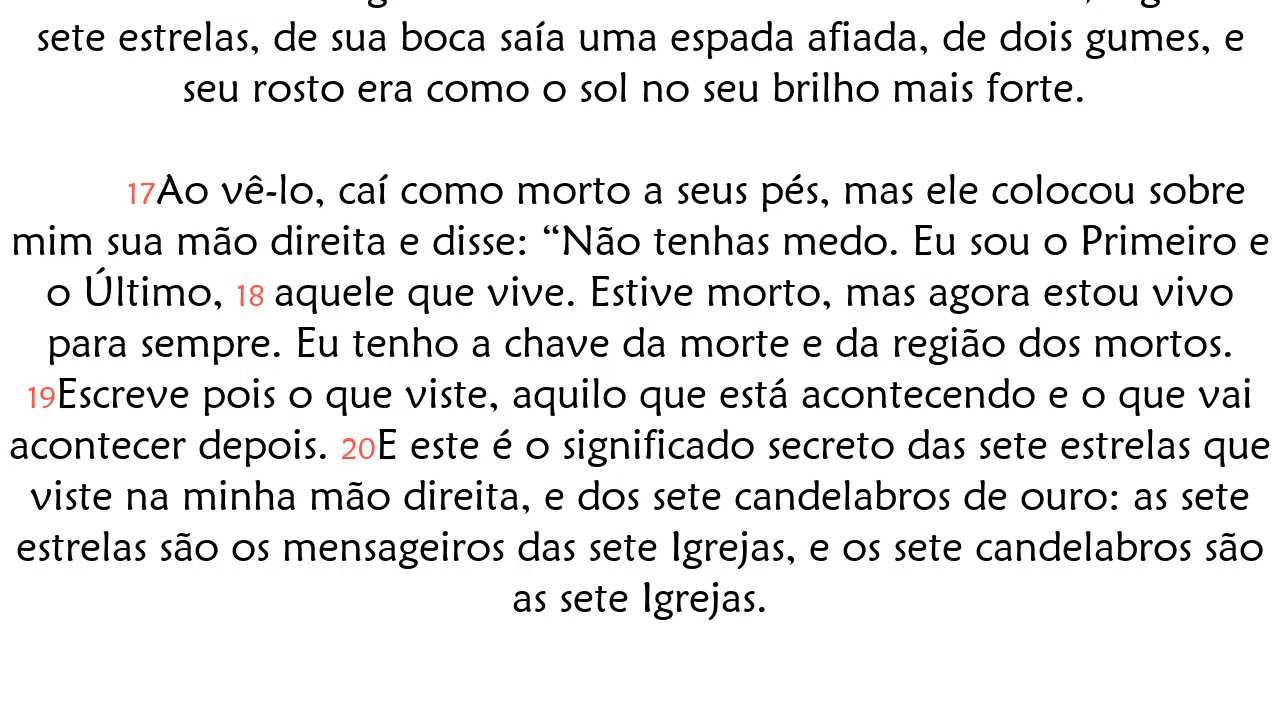 sete estrelas, de sua boca saía uma espada afiada, de dois gumes, e
seu rosto era como o sol no seu brilho mais forte.
17Ao vê-lo, caí como morto a seus pés, mas ele colocou sobre
mim sua mão direita e disse: “Não tenhas medo. Eu sou o Primeiro e
o Último, 18 aquele que vive. Estive morto, mas agora estou vivo
para sempre. Eu tenho a chave da morte e da região dos mortos.
19Escreve pois o que viste, aquilo que está acontecendo e o que vai
acontecer depois. 20E este é o significado secreto das sete estrelas que
viste na minha mão direita, e dos sete candelabros de ouro: as sete
estrelas são os mensageiros das sete Igrejas, e os sete candelabros são
as sete Igrejas.